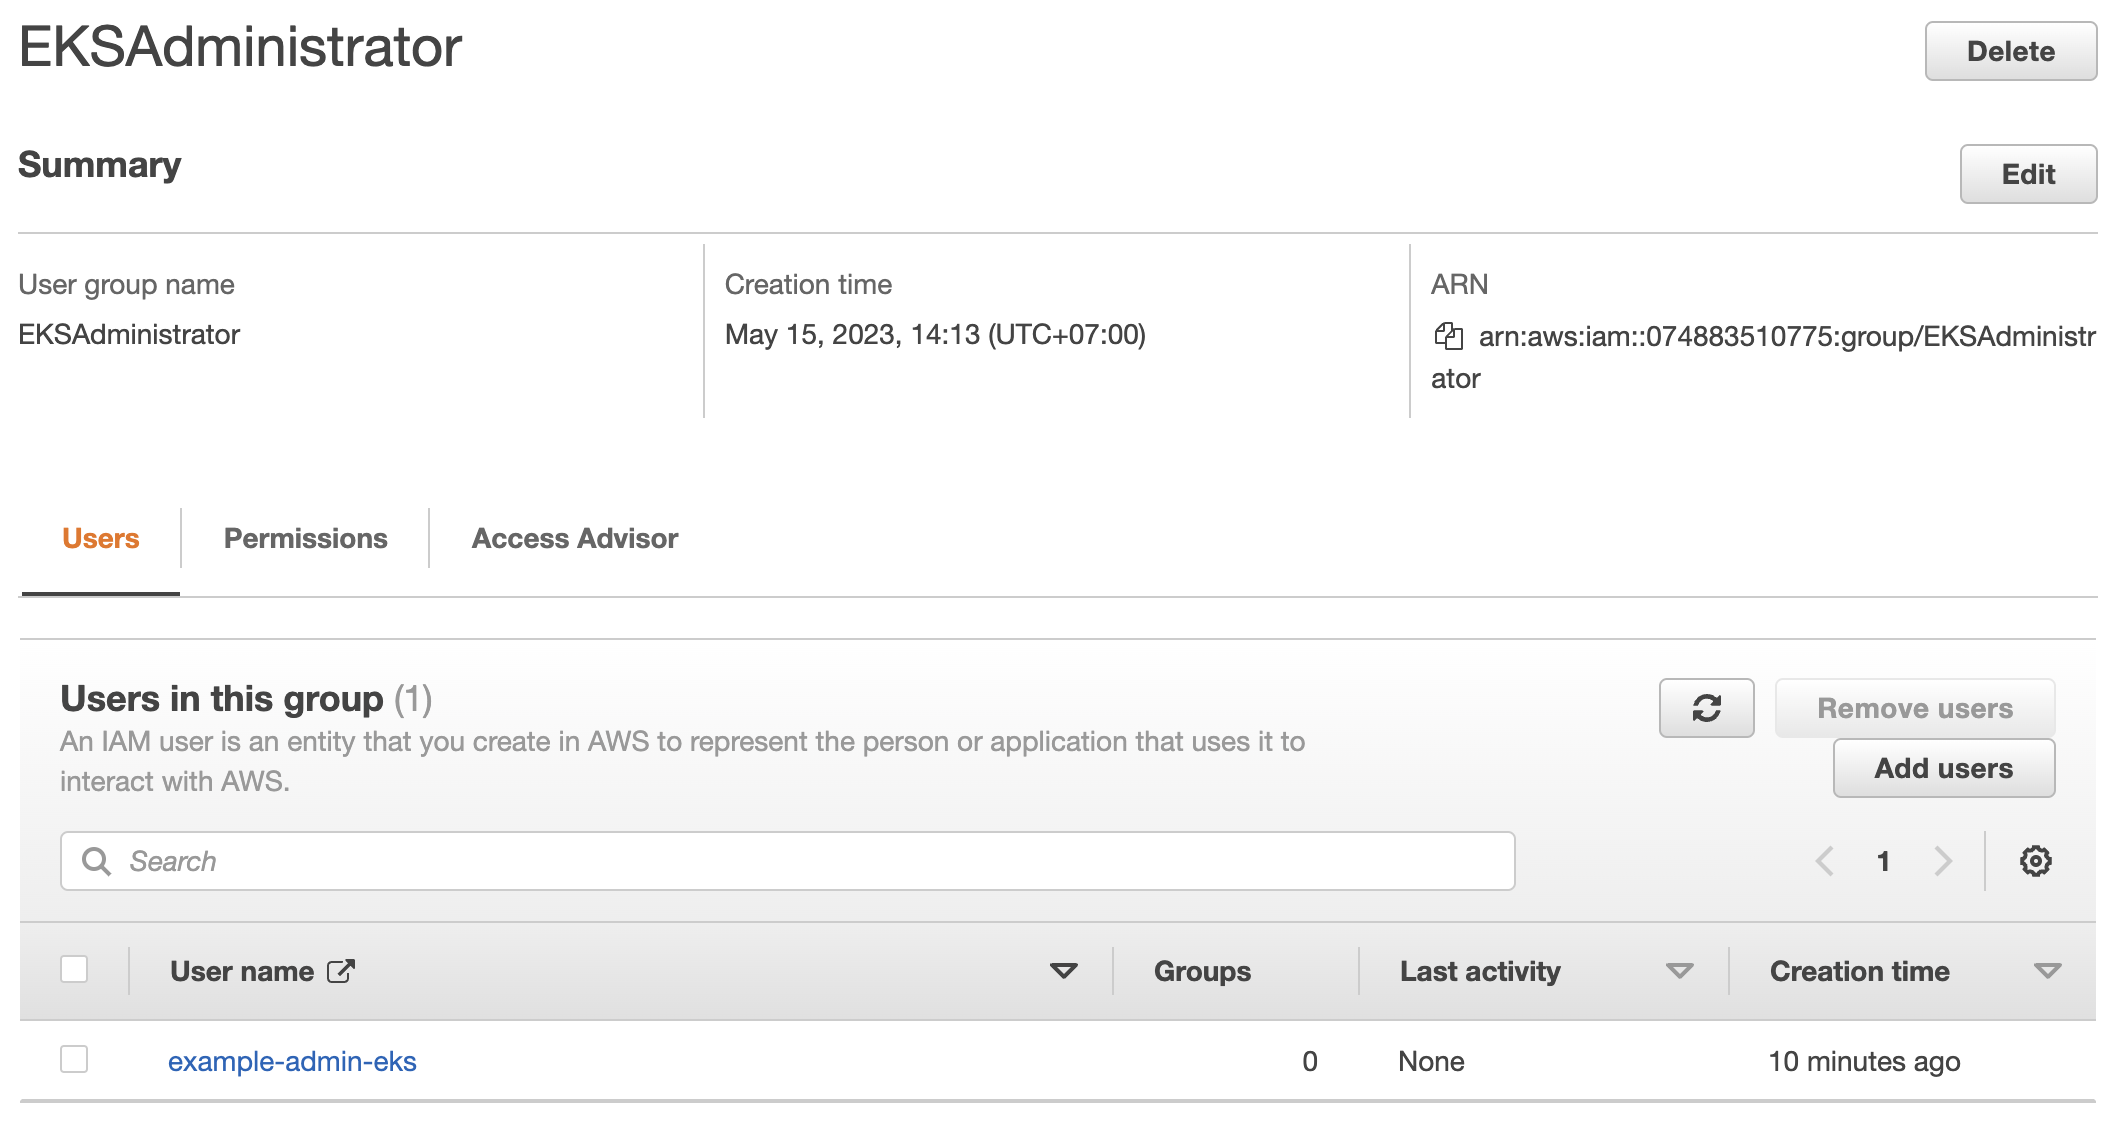 EKSAdministrator
Delete
Summary
Edit
User group name
Creation time
ARN
EKSAdministrator
May 15, 2023, 14:13 (UTC+07:00)
arn:aws:iam::074883510775:group/EKSAdministr
ator
Users
Permissions
Access Advisor
Users in this group (1)
Remove users
An IAM user is an entity that you create in AWS to represent the person or application that uses it to
interact with AWS.
Add users
Search
1
User name
Groups
Last activity
Creation time
example-admin-eks
0
None
10 minutes ago